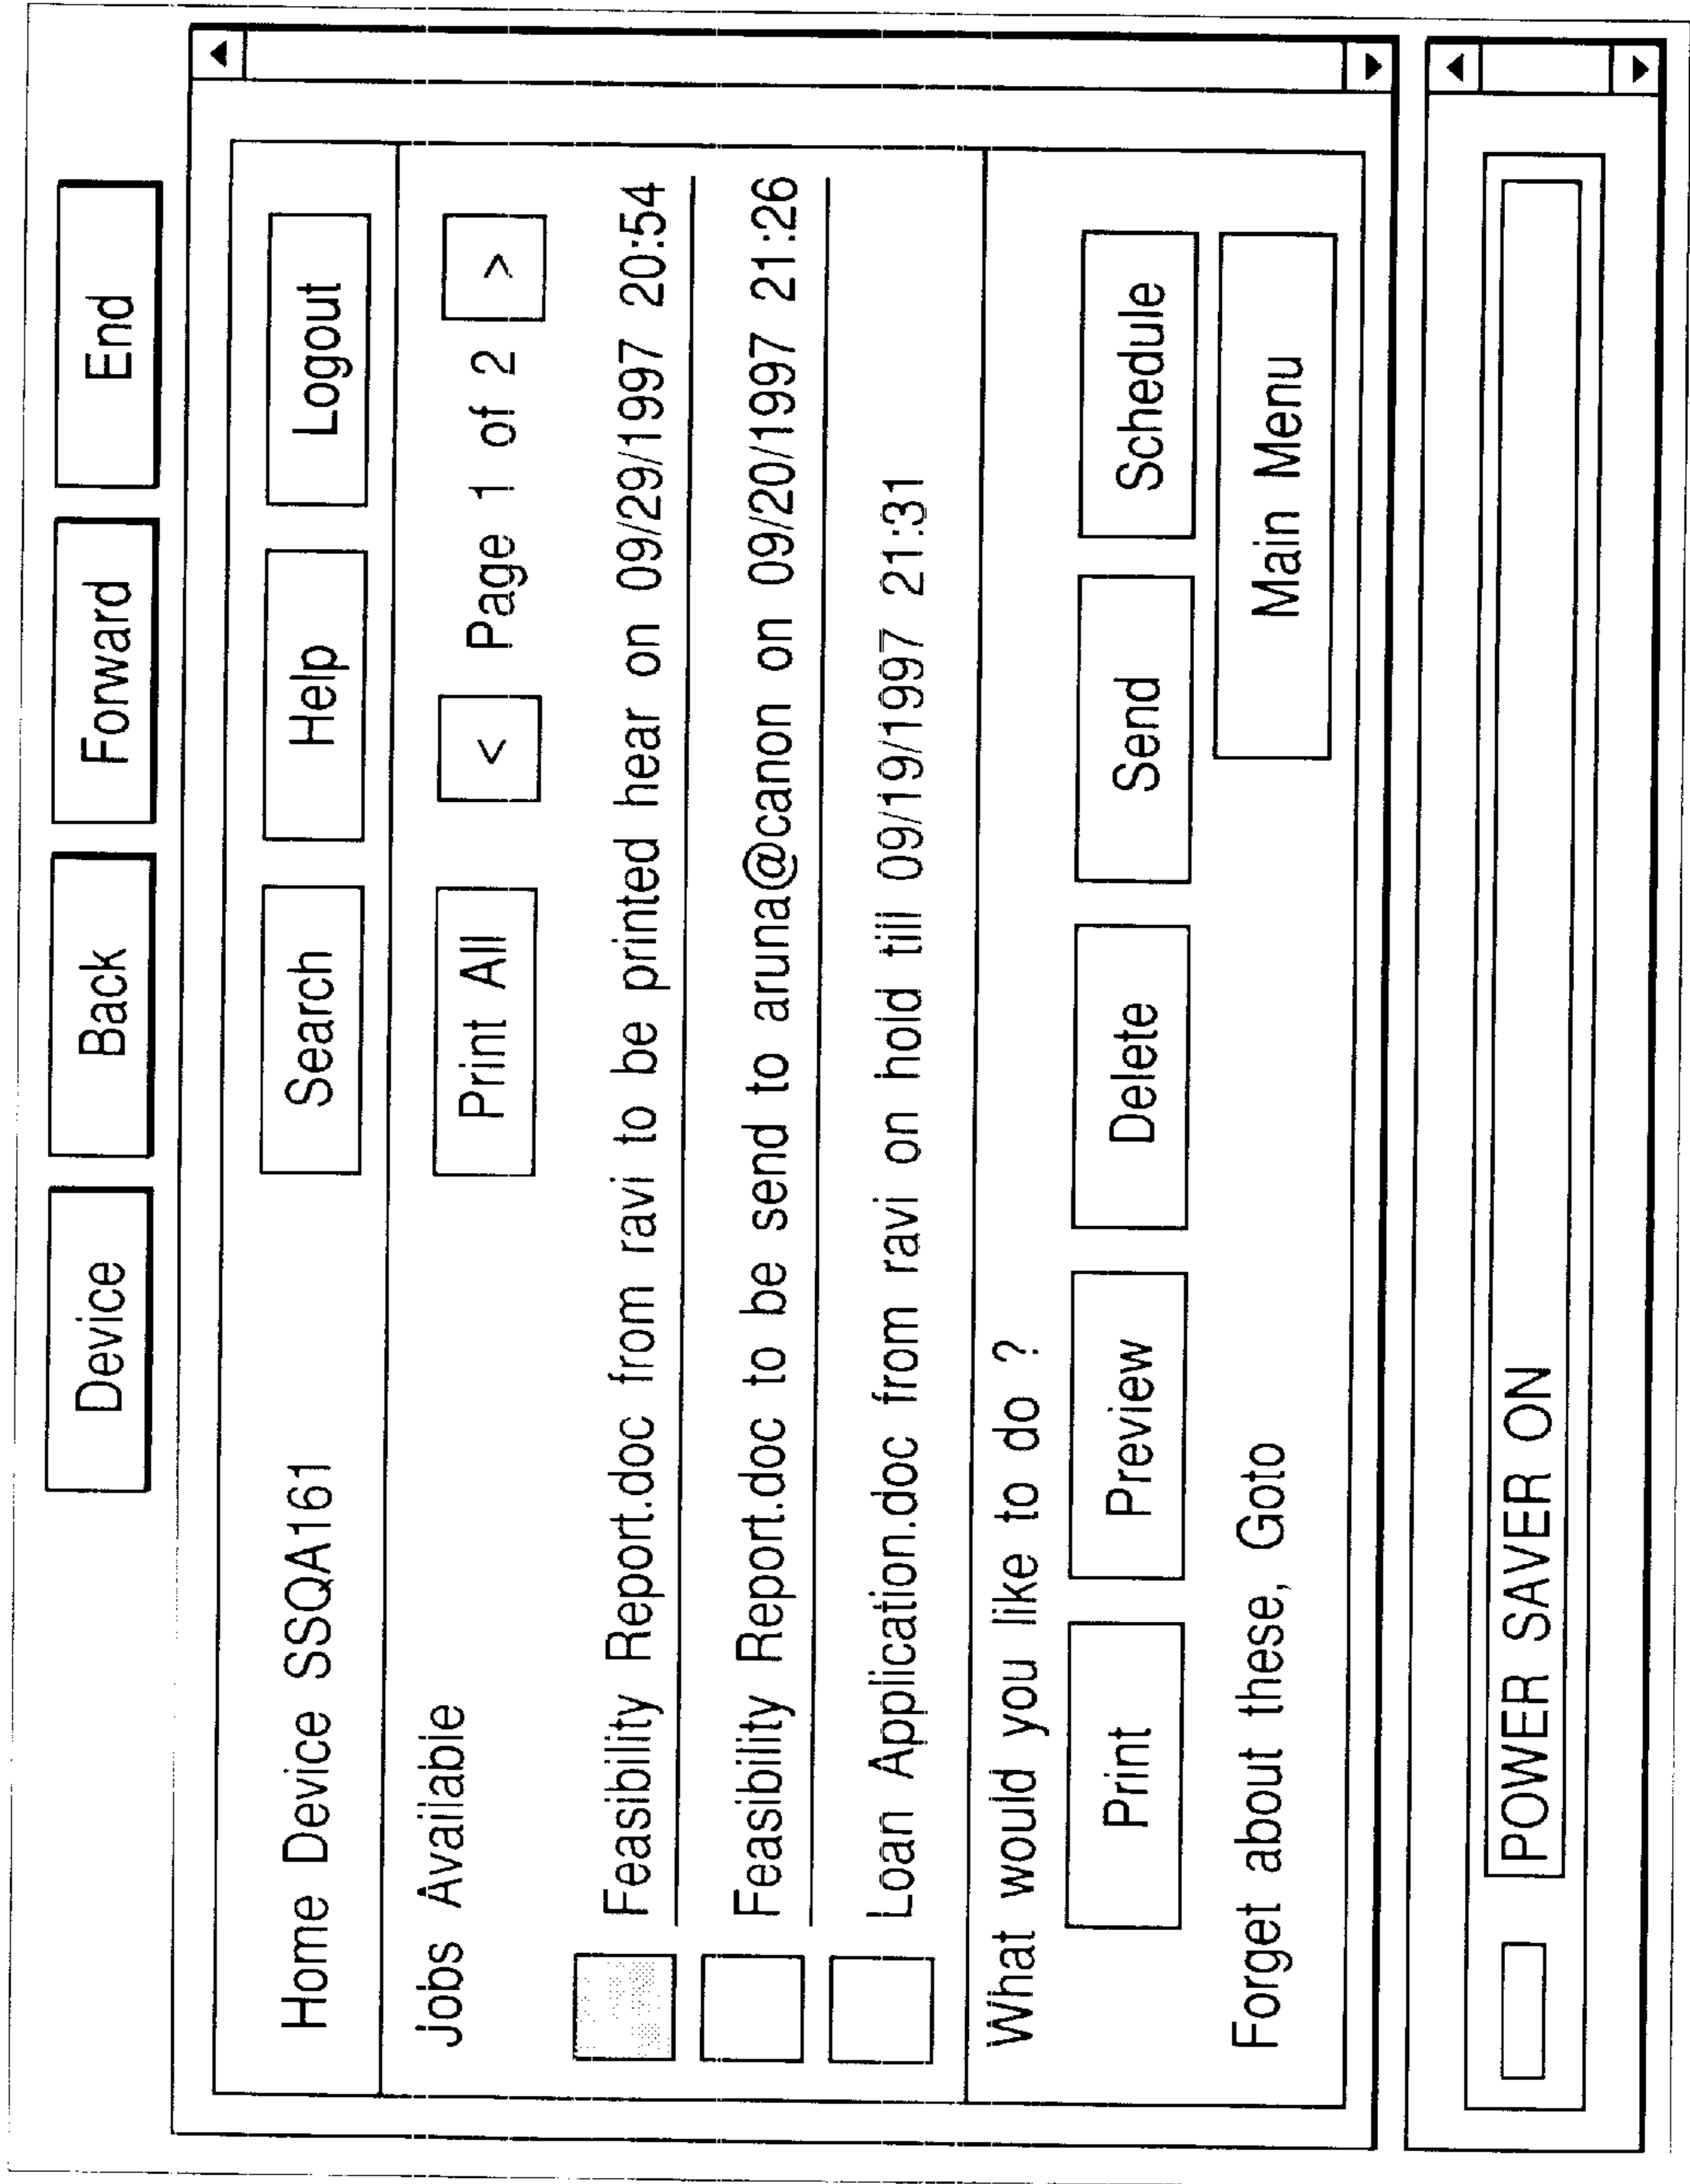 Device Back Forward End
Home Device SSQA161 Search Help Logout
Jobs Available Print All < Page 1 of 2 >
Feasibility Report.doc from ravi to be printed hear on 09/29/1997 20:54
Feasibility Report.doc to be send to aruna@canon on 09/20/1997 21:26
Loan Application.doc from ravi on hold till 09/19/1997 21:31
What would you like to do ?
Print Preview Delete Send Schedule
Forget about these, Goto Main Menu
POWER SAVER ON